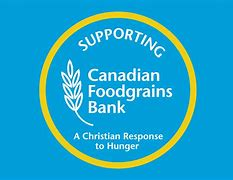 SUPPORTING
Canadian
Foodgrains
Bank
A Christian Response
to Hunger